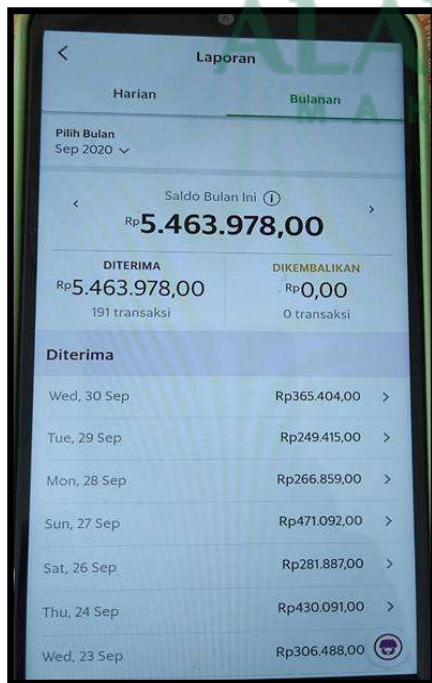 Laporan
Harian Bulanan
Pilih Bulan
Sep 2020
Saldo Bulan Ini
Rp5.463.978,00
DITERIMA DIKEMBALIKAN
Rp5.463.978,00 Rp0,00
191 transaksi 0 transaksi
Diterima
Wed, 30 Sep Rp365.404,00
Tue, 29 Sep Rp249.415,00
Mon, 28 Sep Rp266.859,00
Sun, 27 Sep Rp471.092,00
Sat, 26 Sep Rp281.887,00
Thu, 24 Sep Rp430.091,00
Wed, 23 Sep Rp306.488,00